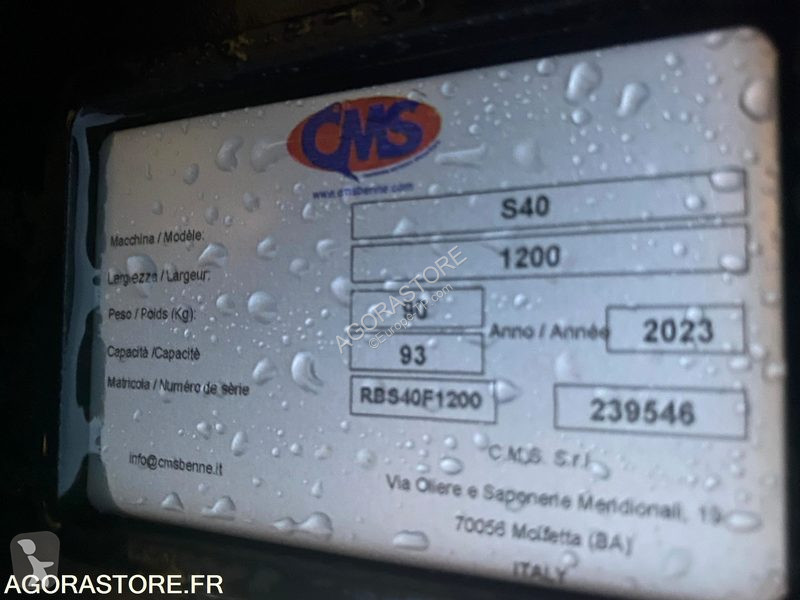 CMS
www.cmsbenne.com
Macchina / Modèle: S40
Larghezza / Largeur: 1200
Peso / Poids (Kg): Anno / Année 2023
Capacità /Capacitè 93
Matricola / Numéro de série RBS40F1200 239546
C.M.S. S.r.l.
info@cmsbenne.it
Via Oliere e Saponerie Meridionali, 19
70056 Molfetta (BA)
ITALY
AGORASTORE
AGORASTORE.FR